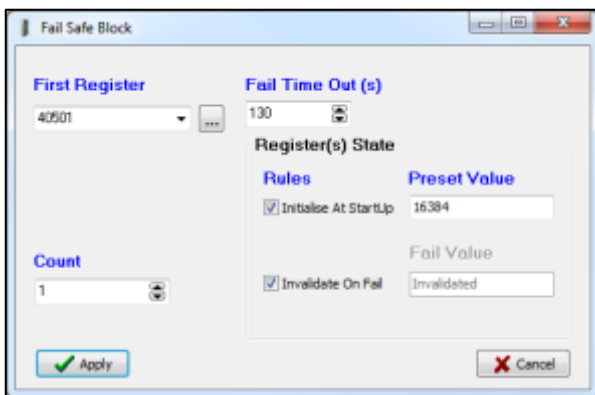 Fail Safe Block
First Register
Fail Time Out (s)
40501
...
130
Register(s) State
Rules
Preset Value
Initialise At StartUp
16384
Count
Fail Value
1
Invalidate On Fail
Invalidated
Apply
Cancel